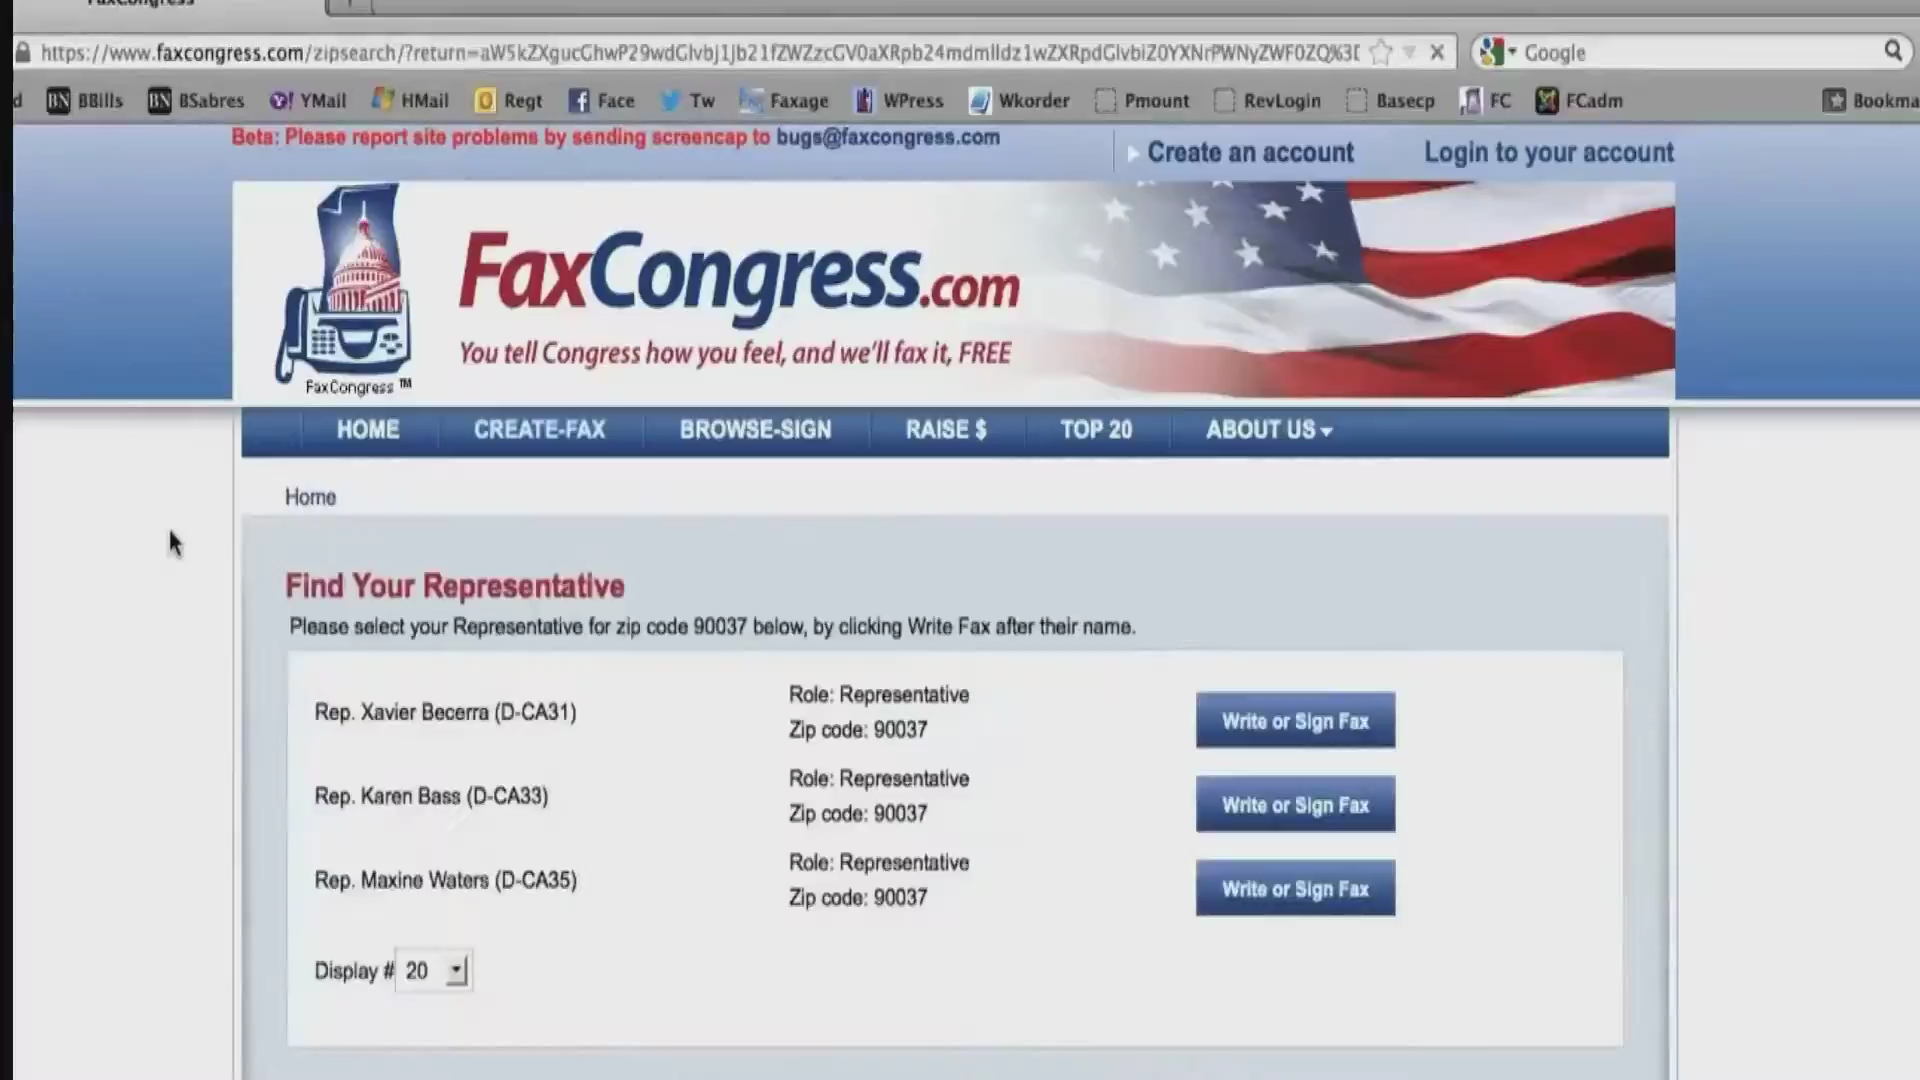 https://www.faxcongress.com/zipsearch/?return=
Google
BN BBills BN BSabres Y! YMail HMail Regt Face Tw Faxage WPress Wkorder Pmount RevLogin Basecp FC FCadm
Beta: Please report site problems by sending screencap to bugs@faxcongress.com
Create an account
Login to your account
FaxCongress.com
You tell Congress how you feel, and we'll fax it, FREE
FaxCongress ™
HOME CREATE-FAX BROWSE-SIGN RAISE $ TOP 20 ABOUT US
Home
Find Your Representative
Please select your Representative for zip code 90037 below, by clicking Write Fax after their name.
Rep. Xavier Becerra (D-CA31)
Role: Representative
Zip code: 90037
Write or Sign Fax
Rep. Karen Bass (D-CA33)
Role: Representative
Zip code: 90037
Write or Sign Fax
Rep. Maxine Waters (D-CA35)
Role: Representative
Zip code: 90037
Write or Sign Fax
Display # 20